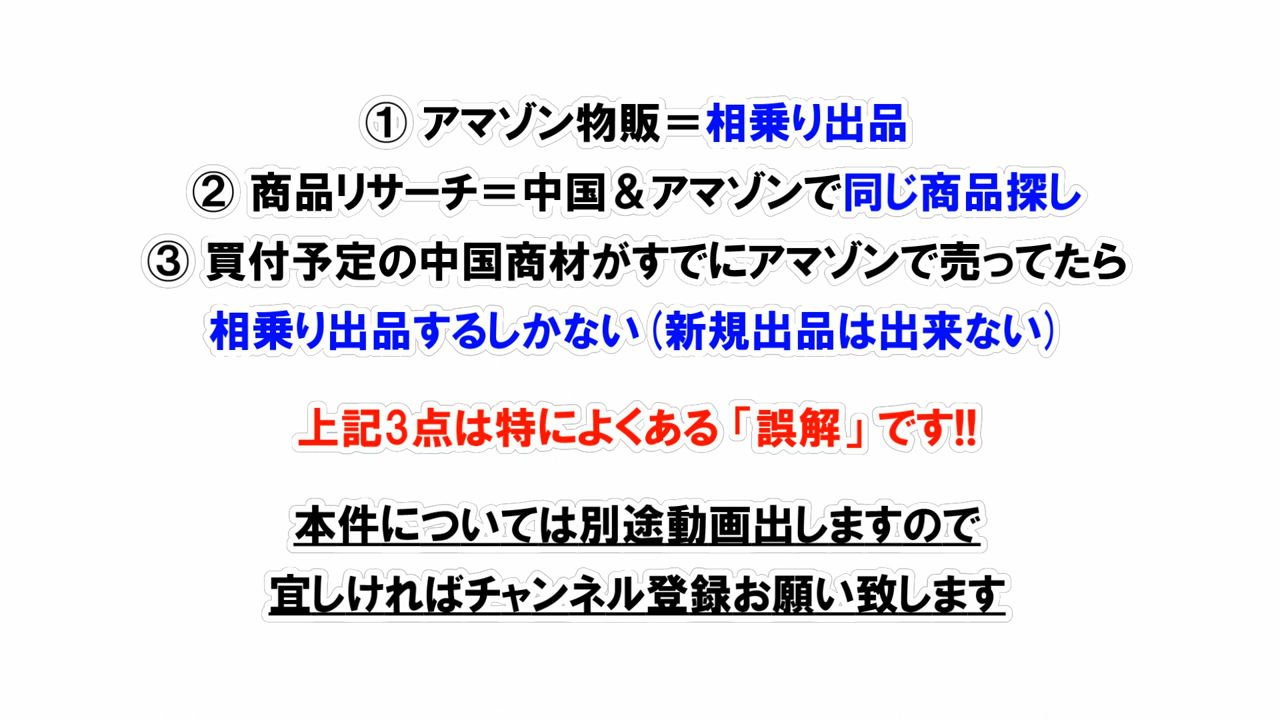 ① アマゾン物販＝相乗り出品
② 商品リサーチ＝中国＆アマゾンで同じ商品探し
③ 買付予定の中国商材がすでにアマゾンで売ってたら
相乗り出品するしかない(新規出品は出来ない)
上記3点は特によくある「誤解」です!!
本件については別途動画出しますので
宜しければチャンネル登録お願い致します